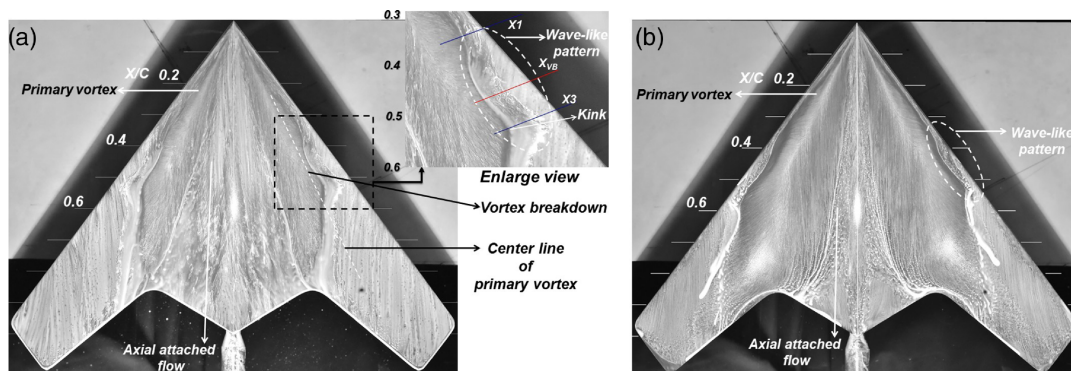 (a)
X/C 0.2
Primary vortex
0.4
0.6
0.3
0.4
0.5
0.6
X1
Wave-like
pattern
XVB
X3
Kink
Enlarge view
Vortex breakdown
Center line
of
primary vortex
Axial attached
flow
(b)
X/C 0.2
Primary vortex
0.4
0.6
Wave-like
pattern
Axial attached
flow